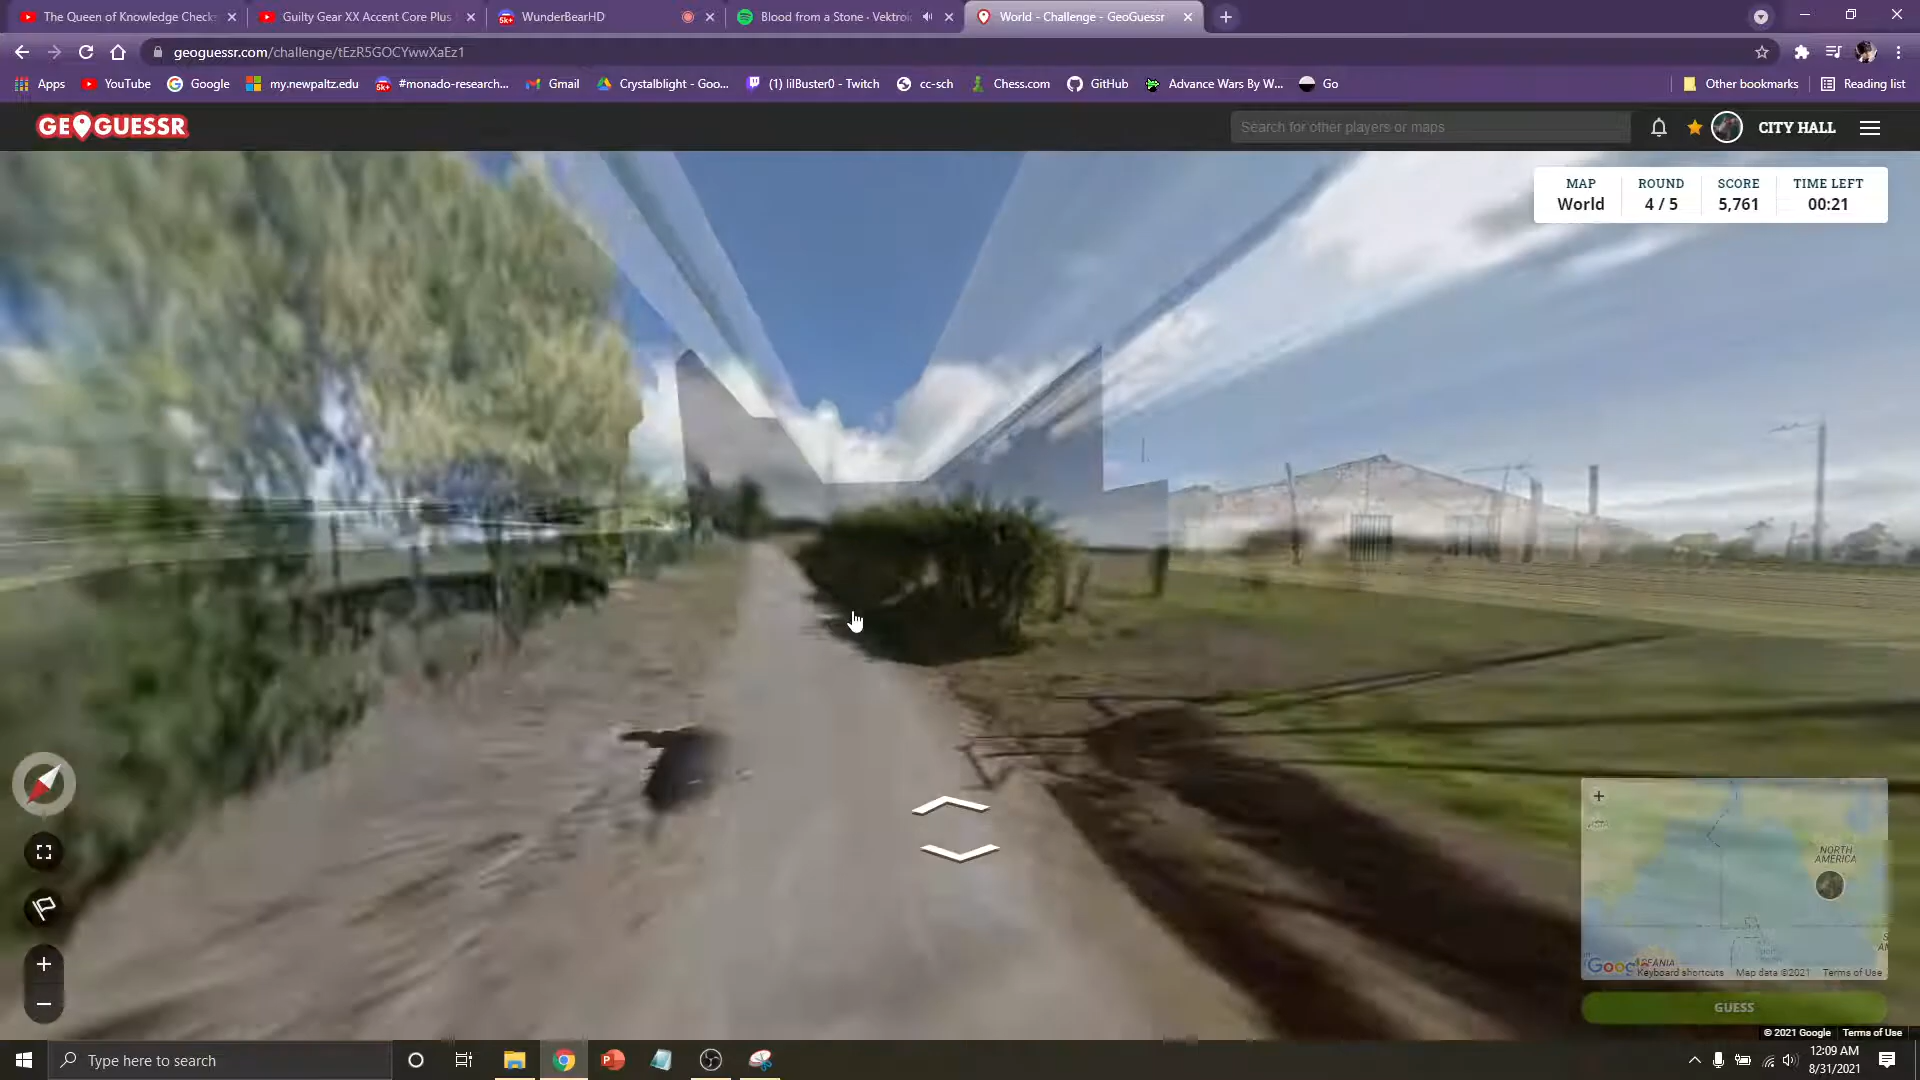 The Queen of Knowledge Check
Guilty Gear XX Accent Core Plus
WunderBearHD
Blood from a Stone · Vektroid
World - Challenge - GeoGuessr
geoguessr.com/challenge/tEzR5GOCYwwXaEz1
Apps
YouTube
Google
my.newpaltz.edu
#monado-research...
Gmail
Crystalblight - Goo...
(1) lilBuster0 - Twitch
cc-sch
Chess.com
GitHub
Advance Wars By W...
Go
Other bookmarks
Reading list
GEOGUESSR
Search for other players or maps
CITY HALL
MAP ROUND SCORE TIME LEFT
World 4 / 5 5,761 00:21
NORTH
AMERICA
Google
Keyboard shortcuts Map data ©2021 Terms of Use
GUESS
© 2021 Google Terms of Use
Type here to search
12:09 AM
8/31/2021